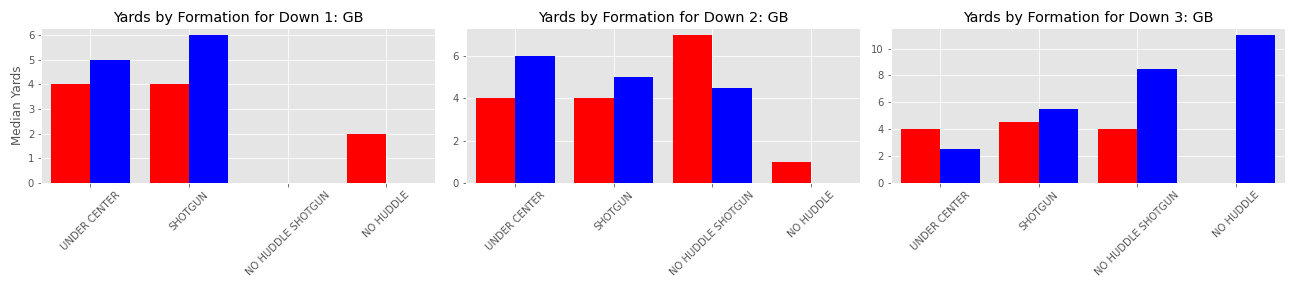 Yards by Formation for Down 1: GB
Median Yards
6
5
4
3
2
1
0
UNDER CENTER
SHOTGUN
NO HUDDLE SHOTGUN
NO HUDDLE
Yards by Formation for Down 2: GB
6
4
2
0
UNDER CENTER
SHOTGUN
NO HUDDLE SHOTGUN
NO HUDDLE
Yards by Formation for Down 3: GB
10
8
6
4
2
0
UNDER CENTER
SHOTGUN
NO HUDDLE SHOTGUN
NO HUDDLE